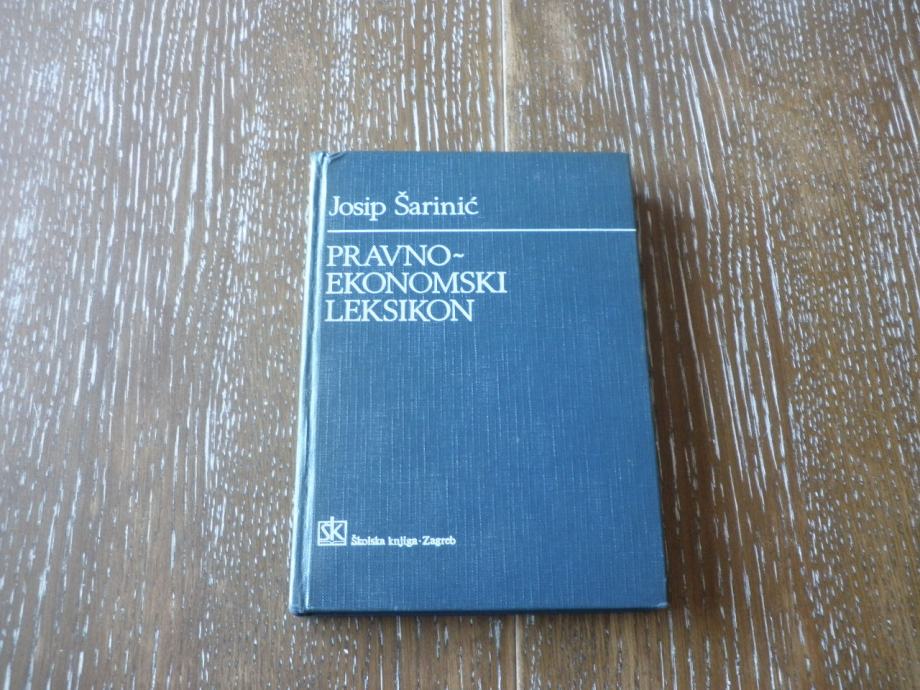 Josip Šarinić
PRAVNO~
EKONOMSKI
LEKSIKON
ŠK
Školska knjiga · Zagreb